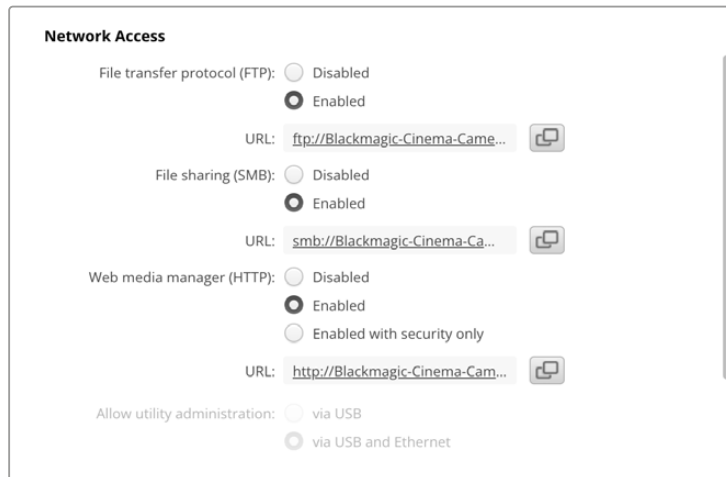 Network Access
File transfer protocol (FTP): Disabled
Enabled
URL: ftp://Blackmagic-Cinema-Came...
File sharing (SMB): Disabled
Enabled
URL: smb://Blackmagic-Cinema-Ca...
Web media manager (HTTP): Disabled
Enabled
Enabled with security only
URL: http://Blackmagic-Cinema-Cam...
Allow utility administration: via USB
via USB and Ethernet